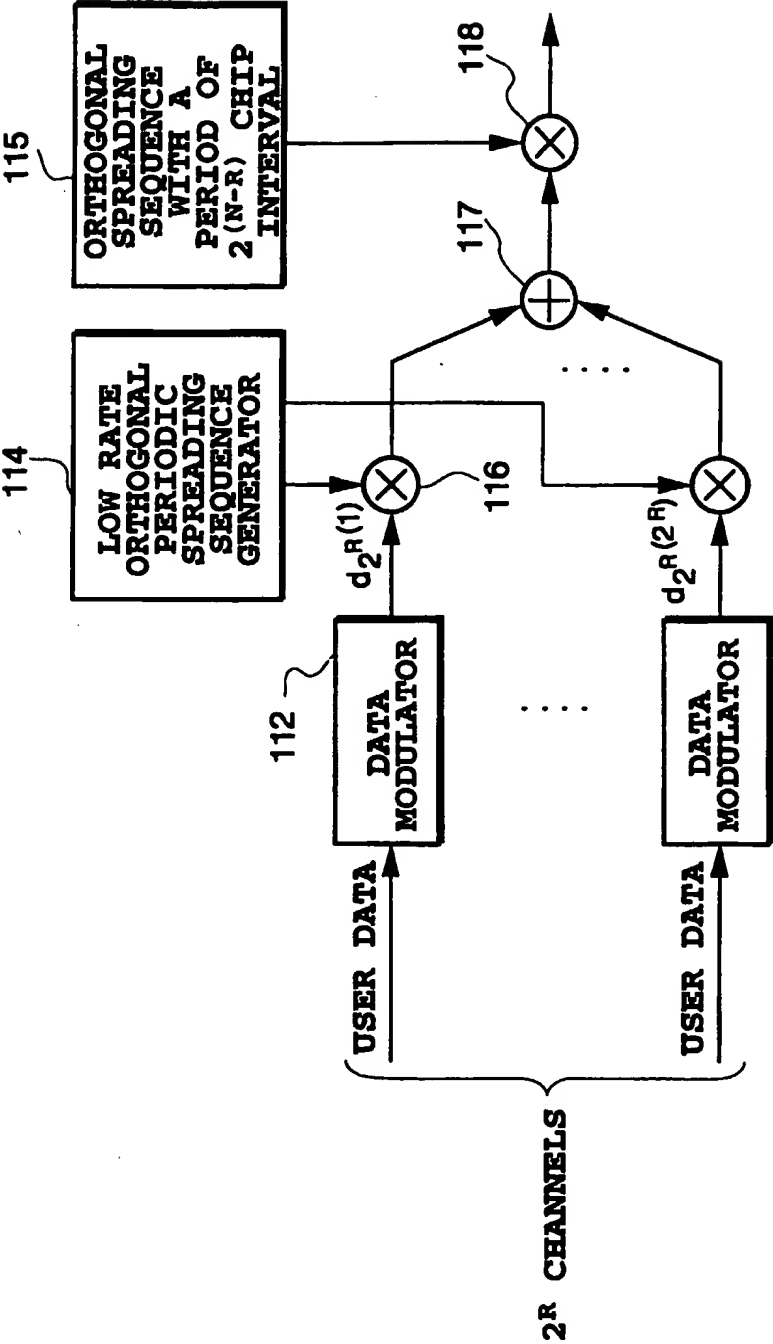 115
ORTHOGONAL
SPREADING
SEQUENCE
WITH A
PERIOD OF
2(N-R) CHIP
INTERVAL
114
LOW RATE
ORTHOGONAL
PERIODIC
SPREADING
SEQUENCE
GENERATOR
118
117
116
d2R(1)
d2R(2R)
112
DATA
MODULATOR
. . . .
DATA
MODULATOR
. . . .
USER DATA
USER DATA
2R CHANNELS